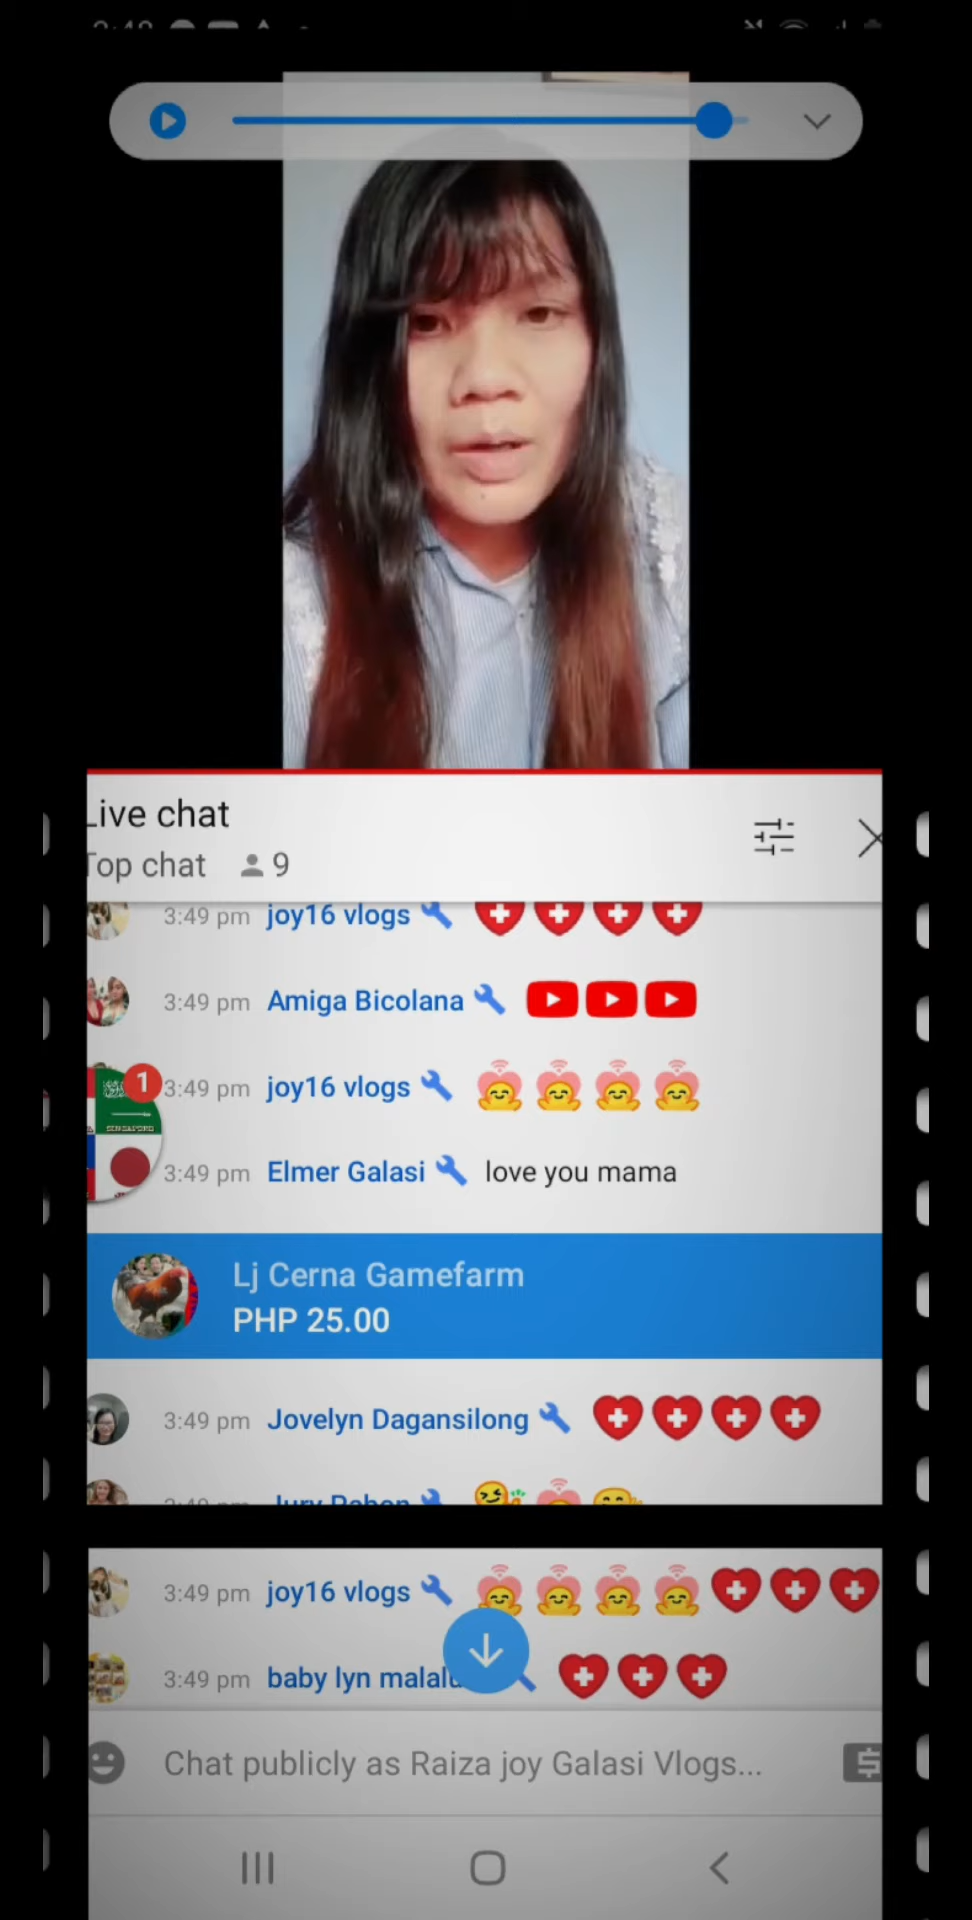 Live chat
Top chat 9
3:49 pm joy16 vlogs
3:49 pm Amiga Bicolana
1
3:49 pm joy16 vlogs
SINGAPORE
3:49 pm Elmer Galasi love you mama
Lj Cerna Gamefarm
PHP 25.00
3:49 pm Jovelyn Dagansilong
3:49 pm joy16 vlogs
3:49 pm baby lyn
Chat publicly as Raiza joy Galasi Vlogs...